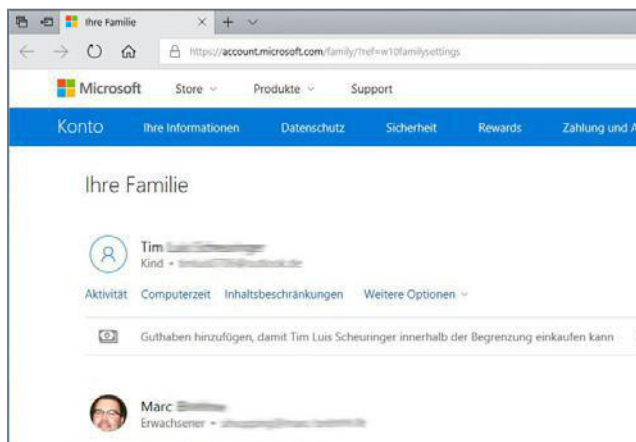 Ihre Familie
https://account.microsoft.com/family/?ref=w10familysettings
Microsoft Store Produkte Support
Konto Ihre Informationen Datenschutz Sicherheit Rewards Zahlung und A
Ihre Familie
Tim
Kind •
Aktivität Computerzeit Inhaltsbeschränkungen Weitere Optionen
Guthaben hinzufügen, damit Tim Luis Scheuringer innerhalb der Begrenzung einkaufen kann
Marc
Erwachsener •